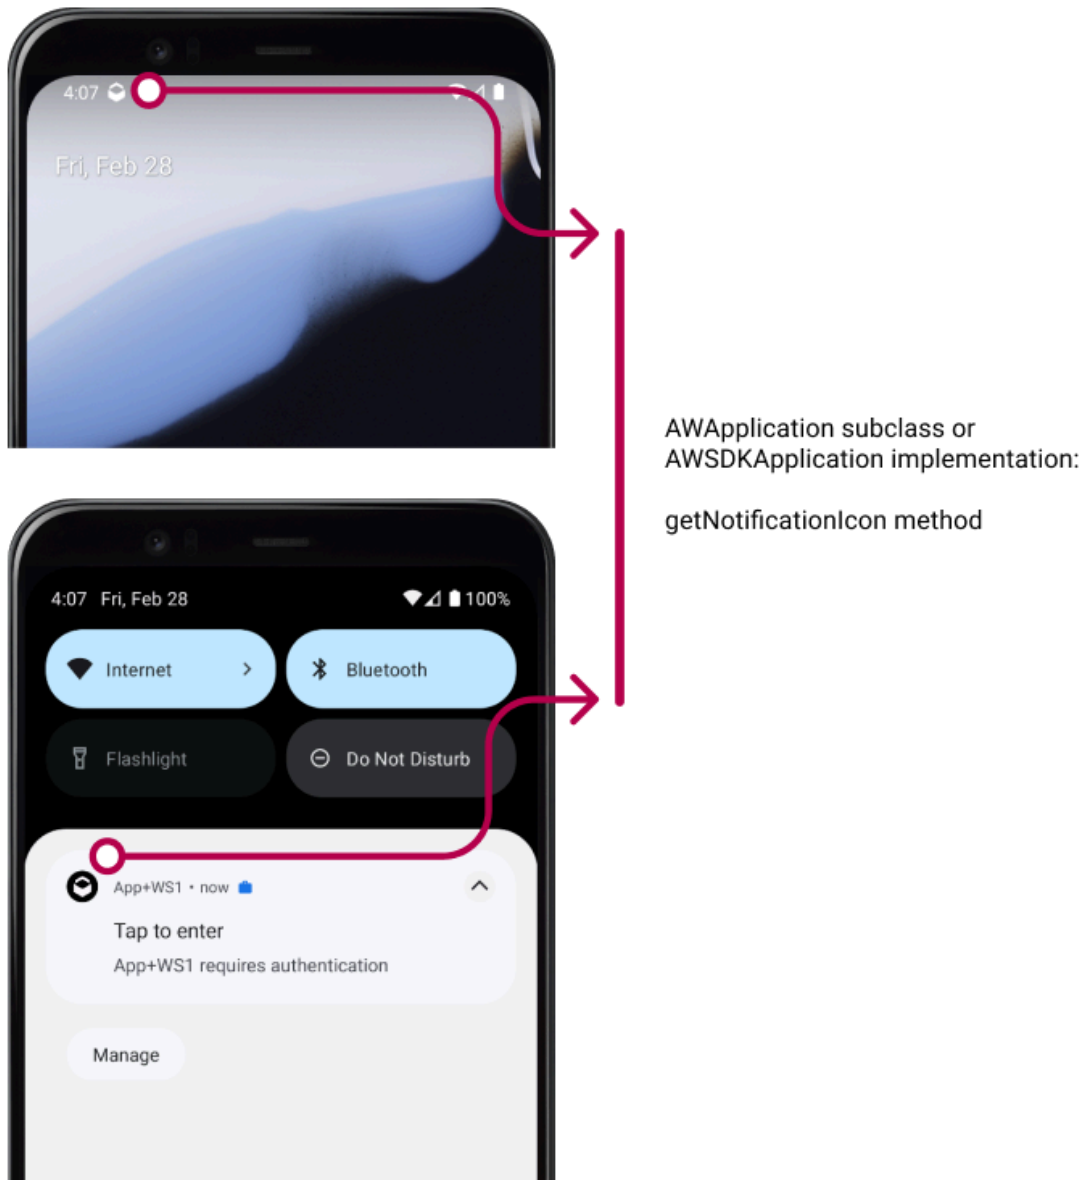 4:07
Fri, Feb 28
AWApplication subclass or
AWSDKApplication implementation:
getNotificationIcon method
4:07 Fri, Feb 28
100%
Internet
Bluetooth
Flashlight
Do Not Disturb
App+WS1 • now
Tap to enter
App+WS1 requires authentication
Manage